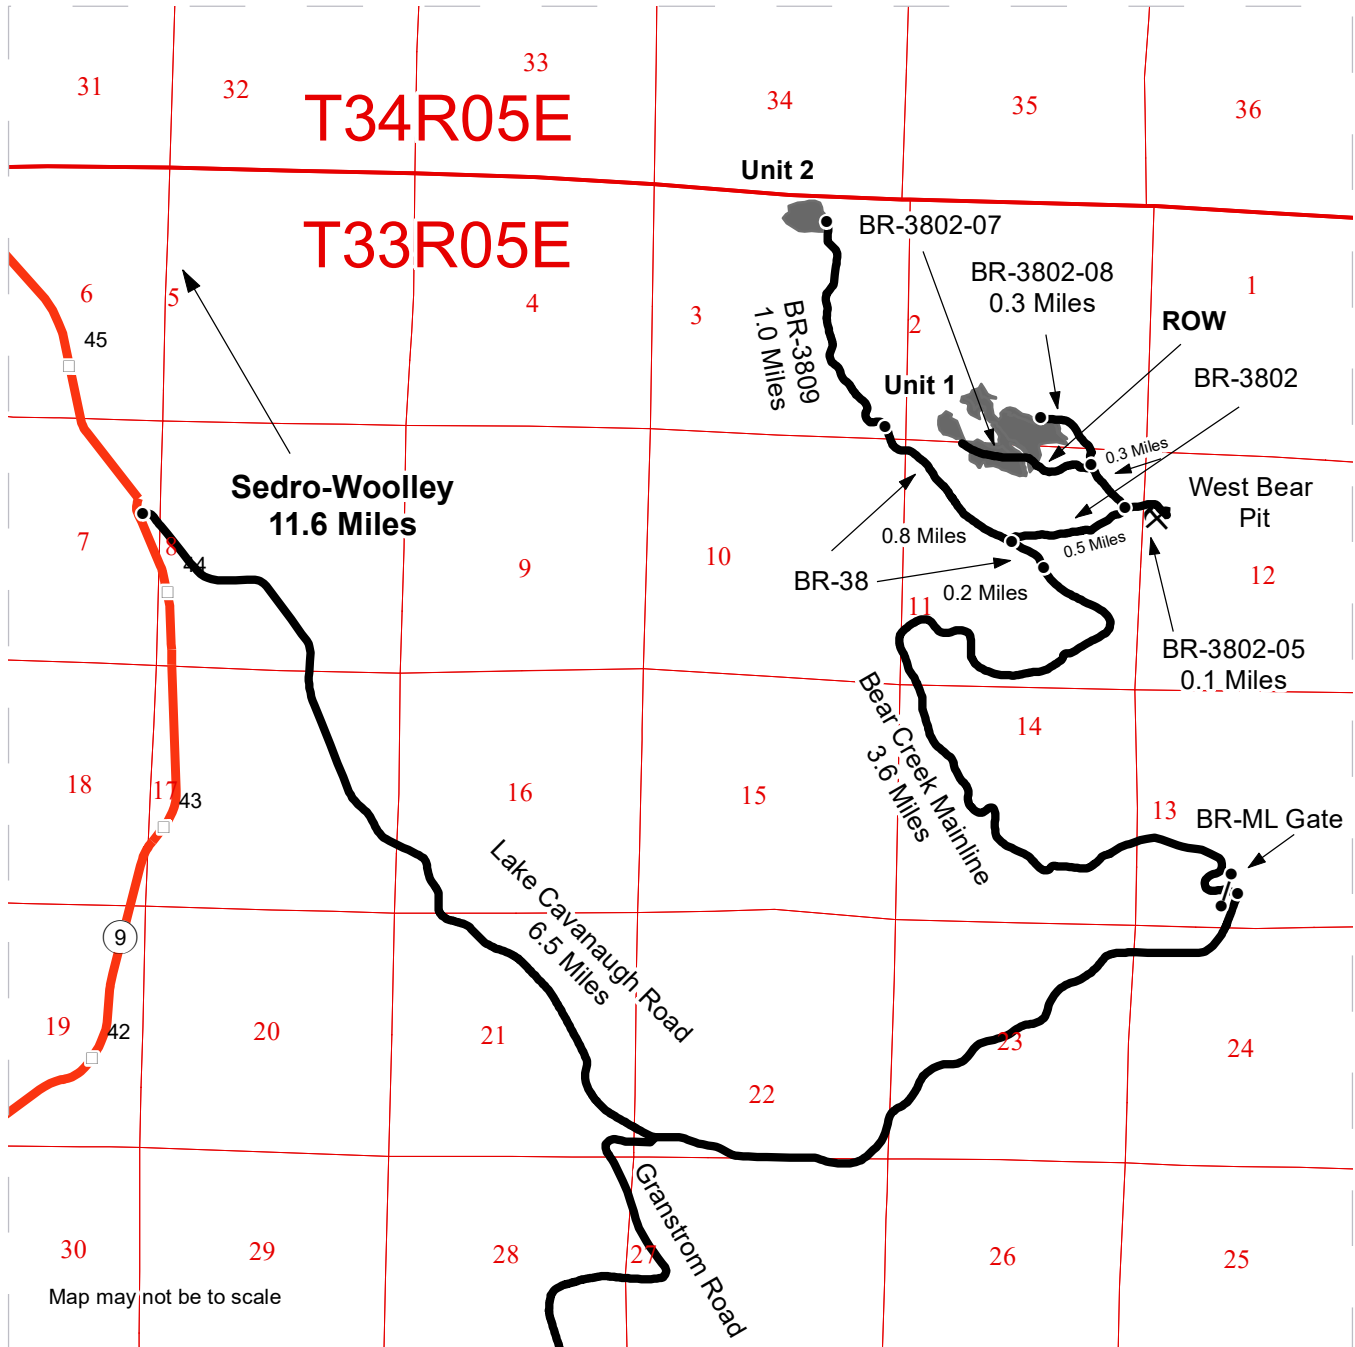 31
32
33
34
35
36
T34R05E
Unit 2
T33R05E
BR-3802-07
BR-3802-08
0.3 Miles
6
5
4
3
2
1
45
BR-3809
1.0 Miles
ROW
BR-3802
Unit 1
0.3 Miles
Sedro-Woolley
11.6 Miles
West Bear
Pit
7
8
44
9
10
0.8 Miles
0.5 Miles
BR-38
0.2 Miles
11
12
BR-3802-05
0.1 Miles
Bear Creek Mainline
3.6 Miles
14
18
17
43
16
15
13
BR-ML Gate
Lake Cavanaugh Road
6.5 Miles
9
19
42
20
21
22
23
24
Granstrom Road
30
29
28
27
26
25
Map may not be to scale